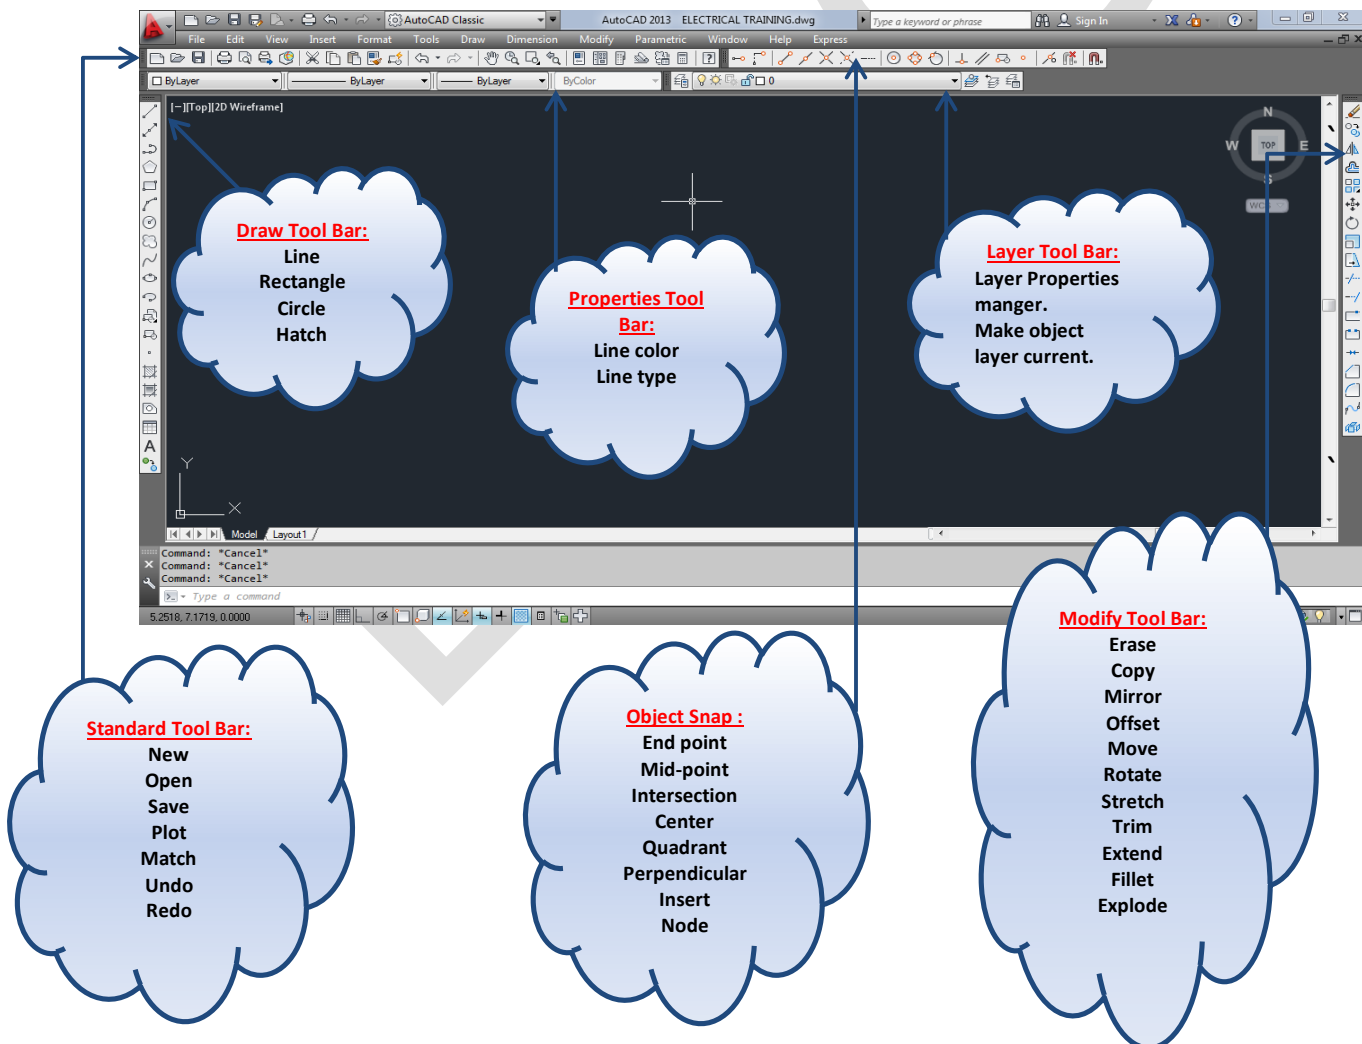 AutoCAD Classic
AutoCAD 2013 ELECTRICAL TRAINING.dwg
Type a keyword or phrase
Sign In
File Edit View Insert Format Tools Draw Dimension Modify Parametric Window Help Express
ByLayer ByLayer ByLayer ByColor 0
[−][Top][2D Wireframe]
N
W TOP E
S
WCS
Draw Tool Bar:
Line
Rectangle
Circle
Hatch
Properties Tool
Bar:
Line color
Line type
Layer Tool Bar:
Layer Properties
manger.
Make object
layer current.
A
Y
X
Model Layout1
Command: *Cancel*
Command: *Cancel*
Command: *Cancel*
Type a command
5.2518, 7.1719, 0.0000
Standard Tool Bar:
New
Open
Save
Plot
Match
Undo
Redo
Object Snap :
End point
Mid-point
Intersection
Center
Quadrant
Perpendicular
Insert
Node
Modify Tool Bar:
Erase
Copy
Mirror
Offset
Move
Rotate
Stretch
Trim
Extend
Fillet
Explode